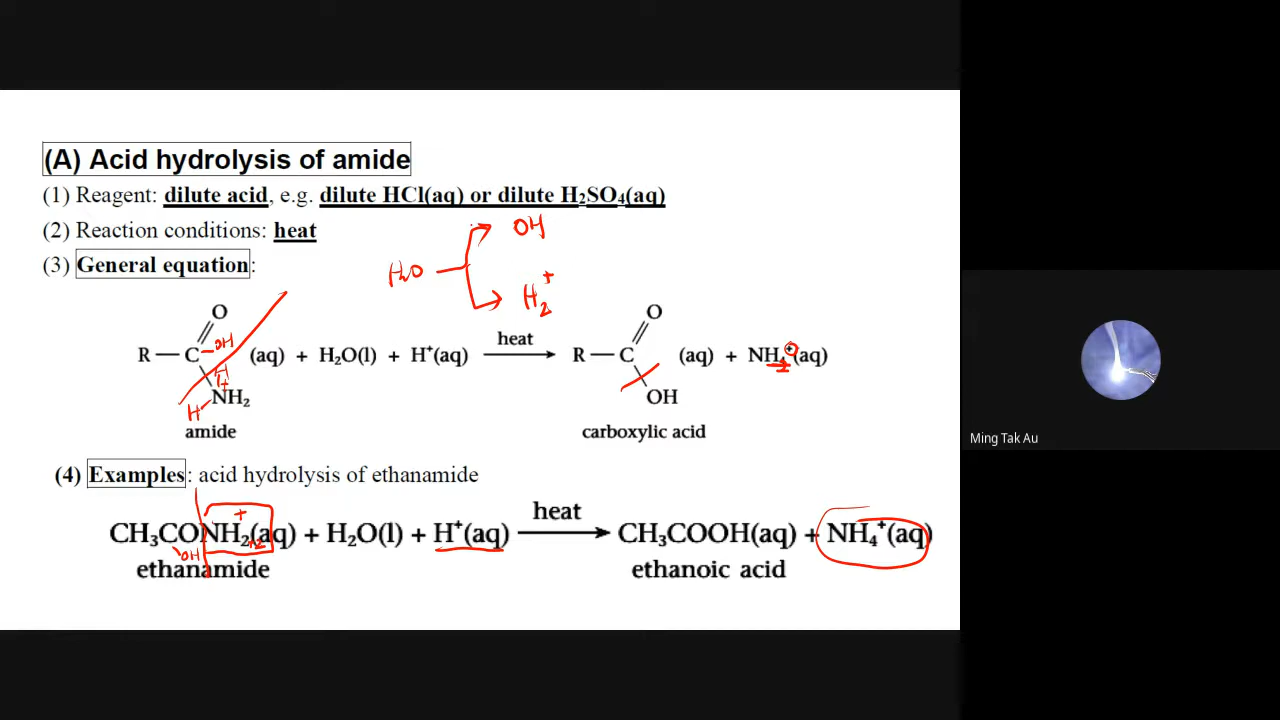 (A) Acid hydrolysis of amide
(1) Reagent: dilute acid, e.g. dilute HCl(aq) or dilute H₂SO₄(aq)
(2) Reaction conditions: heat
OH
(3) General equation:
H₂O
H₂⁺
O
O
R — C
OH
(aq) + H₂O(l) + H⁺(aq)
heat
R — C
(aq) + NH₄⁺(aq)
H
H
NH₂
OH
amide
carboxylic acid
(4) Examples: acid hydrolysis of ethanamide
+
heat
CH₃CONH₂(aq) + H₂O(l) + H⁺(aq)
CH₃COOH(aq) + NH₄⁺(aq)
OH
H2
ethanamide
ethanoic acid
Ming Tak Au